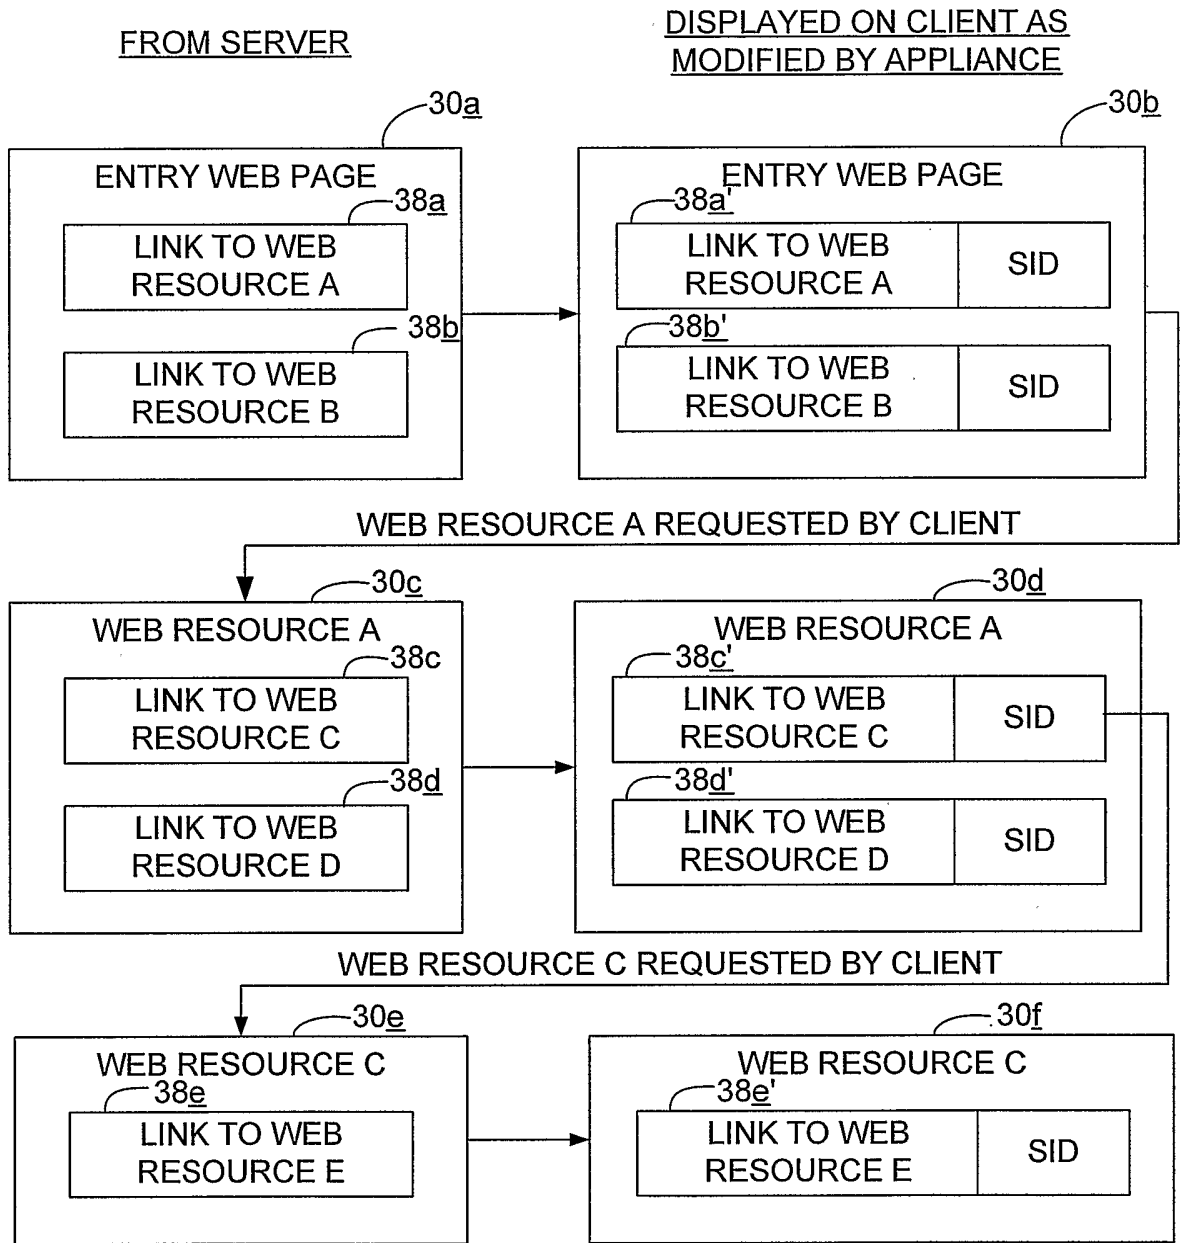 FROM SERVER
DISPLAYED ON CLIENT AS
MODIFIED BY APPLIANCE
30a
ENTRY WEB PAGE
38a
LINK TO WEB
RESOURCE A
38b
LINK TO WEB
RESOURCE B
30b
ENTRY WEB PAGE
38a'
LINK TO WEB
RESOURCE A
SID
38b'
LINK TO WEB
RESOURCE B
SID
WEB RESOURCE A REQUESTED BY CLIENT
30c
WEB RESOURCE A
38c
LINK TO WEB
RESOURCE C
38d
LINK TO WEB
RESOURCE D
30d
WEB RESOURCE A
38c'
LINK TO WEB
RESOURCE C
SID
38d'
LINK TO WEB
RESOURCE D
SID
WEB RESOURCE C REQUESTED BY CLIENT
30e
WEB RESOURCE C
38e
LINK TO WEB
RESOURCE E
30f
WEB RESOURCE C
38e'
LINK TO WEB
RESOURCE E
SID